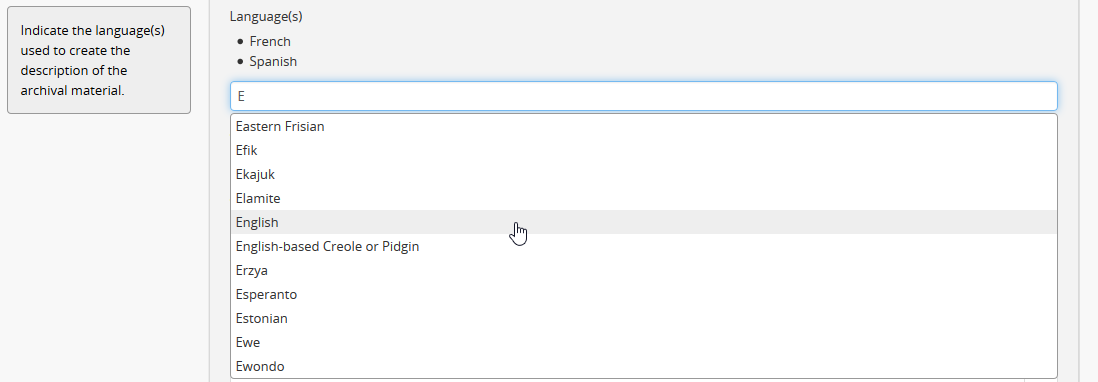 Indicate the language(s)
used to create the
description of the
archival material.
Language(s)
French
Spanish
E
Eastern Frisian
Efik
Ekajuk
Elamite
English
English-based Creole or Pidgin
Erzya
Esperanto
Estonian
Ewe
Ewondo